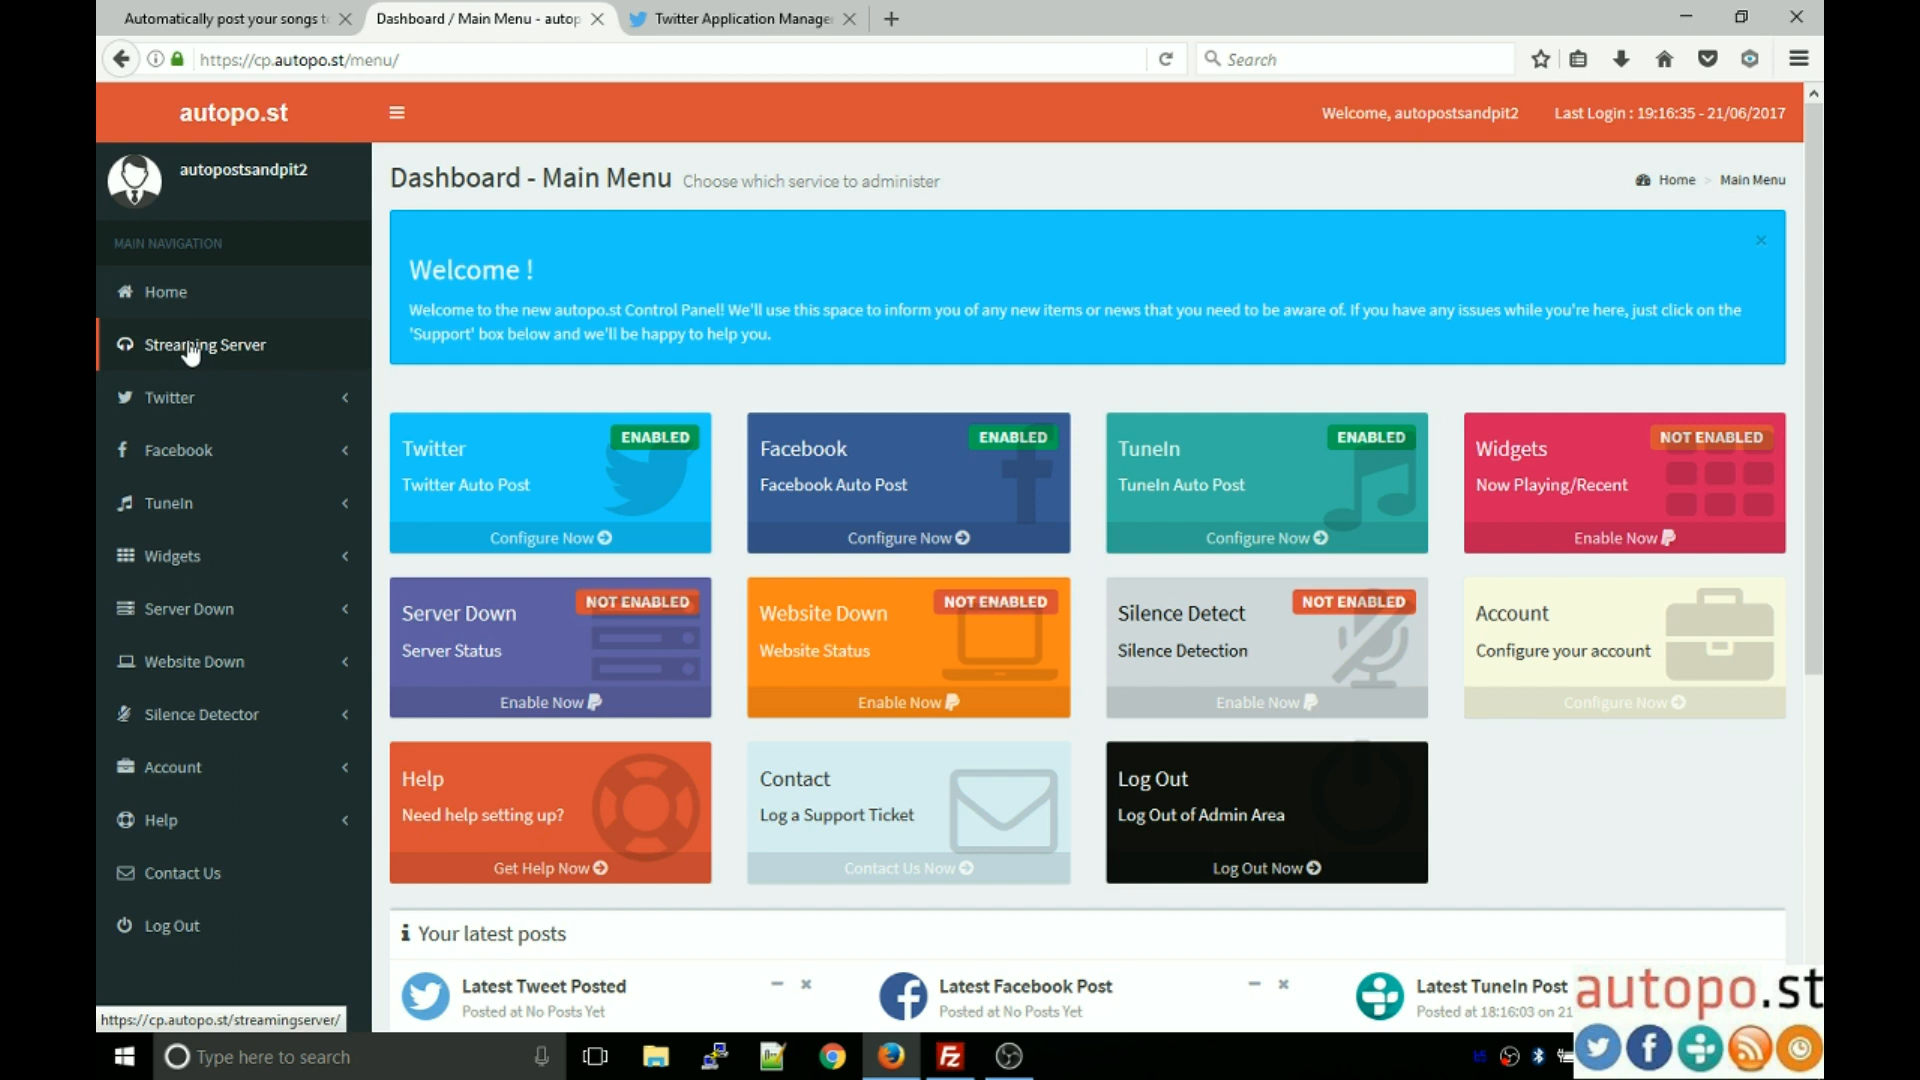 Automatically post your songs t
Dashboard / Main Menu - autop
Twitter Application Manage
https://cp.autopo.st/menu/
Search
autopo.st
Welcome, autopostsandpit2
Last Login : 19:16:35 - 21/06/2017
autopostsandpit2
Dashboard - Main Menu Choose which service to administer
Home > Main Menu
MAIN NAVIGATION
Home
Streaming Server
Twitter
Facebook
TuneIn
Widgets
Server Down
Website Down
Silence Detector
Account
Help
Contact Us
Log Out
Welcome !
Welcome to the new autopo.st Control Panel! We'll use this space to inform you of any new items or news that you need to be aware of. If you have any issues while you're here, just click on the
'Support' box below and we'll be happy to help you.
Twitter
ENABLED
Twitter Auto Post
Configure Now
Facebook
ENABLED
Facebook Auto Post
Configure Now
TuneIn
ENABLED
TuneIn Auto Post
Configure Now
Widgets
NOT ENABLED
Now Playing/Recent
Enable Now
Server Down
NOT ENABLED
Server Status
Enable Now
Website Down
NOT ENABLED
Website Status
Enable Now
Silence Detect
NOT ENABLED
Silence Detection
Enable Now
Account
Configure your account
Configure Now
Help
Need help setting up?
Get Help Now
Contact
Log a Support Ticket
Contact Us Now
Log Out
Log Out of Admin Area
Log Out Now
Your latest posts
Latest Tweet Posted
Posted at No Posts Yet
Latest Facebook Post
Posted at No Posts Yet
Latest TuneIn Post
Posted at 18:16:03 on 21
autopo.st
https://cp.autopo.st/streamingserver/
Type here to search